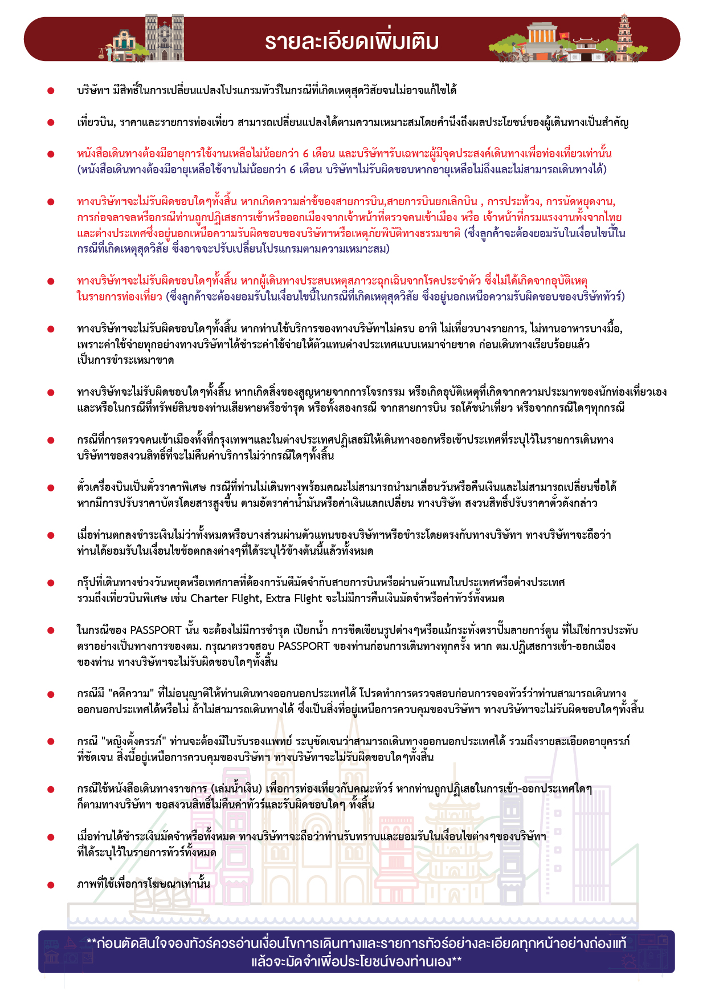 รายละเอียดเพิ่มเติม
บริษัทฯ มีสิทธิ์ในการเปลี่ยนแปลงโปรแกรมทัวร์ในกรณีที่เกิดเหตุสุดวิสัยจนไม่อาจแก้ไขได้
เที่ยวบิน, ราคาและรายการท่องเที่ยว สามารถเปลี่ยนแปลงได้ตามความเหมาะสมโดยคำนึงถึงผลประโยชน์ของผู้เดินทางเป็นสำคัญ
หนังสือเดินทางต้องมีอายุการใช้งานเหลือไม่น้อยกว่า 6 เดือน และบริษัทฯรับเฉพาะผู้มีจุดประสงค์เดินทางเพื่อท่องเที่ยวเท่านั้น
(หนังสือเดินทางต้องมีอายุเหลือใช้งานไม่น้อยกว่า 6 เดือน บริษัทฯไม่รับผิดชอบหากอายุเหลือไม่ถึงและไม่สามารถเดินทางได้)
ทางบริษัทฯจะไม่รับผิดชอบใดๆทั้งสิ้น หากเกิดความล่าช้ของสายการบิน,สายการบินยกเลิกบิน , การประท้วง, การนัดหยุดงาน,
การก่อจลาจลหรือกรณีท่านถูกปฏิเสธการเข้าหรือออกเมืองจากเจ้าหน้าที่ตรวจคนเข้าเมือง หรือ เจ้าหน้าที่กรมแรงงานทั้งจากไทย
และต่างประเทศซึ่งอยู่นอกเหนือความรับผิดชอบของบริษัทฯหรือเหตุภัยพิบัติทางธรรมชาติ (ซึ่งลูกค้าจะต้องยอมรับในเงื่อนไขนี้ใน
กรณีที่เกิดเหตุสุดวิสัย ซึ่งอาจจะปรับเปลี่ยนโปรแกรมตามความเหมาะสม)
ทางบริษัทฯจะไม่รับผิดชอบใดๆทั้งสิ้น หากผู้เดินทางประสบเหตุสภาวะฉุกเฉินจากโรคประจำตัว ซึ่งไม่ได้เกิดจากอุบัติเหตุ
ในรายการท่องเที่ยว (ซึ่งลูกค้าจะต้องยอมรับในเงื่อนไขนี้ในกรณีที่เกิดเหตุสุดวิสัย ซึ่งอยู่นอกเหนือความรับผิดชอบของบริษัททัวร์)
ทางบริษัทฯจะไม่รับผิดชอบใดๆทั้งสิ้น หากท่านใช้บริการของทางบริษัทฯไม่ครบ อาทิ ไม่เที่ยวบางรายการ, ไม่ทานอาหารบางมื้อ,
เพราะค่าใช้จ่ายทุกอย่างทางบริษัทฯได้ชำระค่าใช้จ่ายให้ตัวแทนต่างประเทศแบบเหมาจ่ายขาด ก่อนเดินทางเรียบร้อยแล้ว
เป็นการชำระเหมาขาด
ทางบริษัทจะไม่รับผิดชอบใดๆทั้งสิ้น หากเกิดสิ่งของสูญหายจากการโจรกรรม หรือเกิดอุบัติเหตุที่เกิดจากความประมาทของนักท่องเที่ยวเอง
และหรือในกรณีที่ทรัพย์สินของท่านเสียหายหรือชำรุด หรือทั้งสองกรณี จากสายการบิน รถโค้ชนำเที่ยว หรือจากกรณีใดๆทุกกรณี
กรณีที่การตรวจคนเข้าเมืองทั้งที่กรุงเทพฯและในต่างประเทศปฏิเสธมิให้เดินทางออกหรือเข้าประเทศที่ระบุไว้ในรายการเดินทาง
บริษัทฯขอสงวนสิทธิ์ที่จะไม่คืนค่าบริการไม่ว่ากรณีใดๆทั้งสิ้น
ตั๋วเครื่องบินเป็นตั๋วราคาพิเศษ กรณีที่ท่านไม่เดินทางพร้อมคณะไม่สามารถนำมาเลื่อนวันหรือคืนเงินและไม่สามารถเปลี่ยนชื่อได้
หากมีการปรับราคาบัตรโดยสารสูงขึ้น ตามอัตราค่าน้ำมันหรือค่าเงินแลกเปลี่ยน ทางบริษัท สงวนสิทธิ์ปรับราคาตั๋วดังกล่าว
เมื่อท่านตกลงชำระเงินไม่ว่าทั้งหมดหรือบางส่วนผ่านตัวแทนของบริษัทฯหรือชำระโดยตรงกับทางบริษัทฯ ทางบริษัทฯจะถือว่า
ท่านได้ยอมรับในเงื่อนไขข้อตกลงต่างๆที่ได้ระบุไว้ข้างต้นนี้แล้วทั้งหมด
กรุ๊ปที่เดินทางช่วงวันหยุดหรือเทศกาลที่ต้องการันตีมัดจำกับสายการบินหรือผ่านตัวแทนในประเทศหรือต่างประเทศ
รวมถึงเที่ยวบินพิเศษ เช่น Charter Flight, Extra Flight จะไม่มีการคืนเงินมัดจำหรือค่าทัวร์ทั้งหมด
ในกรณีของ PASSPORT นั้น จะต้องไม่มีการชำรุด เปียกน้ำ การขีดเขียนรูปต่างๆหรือแม้กระทั่งตราปั๊มลายการ์ตูน ที่ไม่ใช่การประทับ
ตราอย่างเป็นทางการของตม. กรุณาตรวจสอบ PASSPORT ของท่านก่อนการเดินทางทุกครั้ง หาก ตม.ปฏิเสธการเข้า-ออกเมือง
ของท่าน ทางบริษัทฯจะไม่รับผิดชอบใดๆทั้งสิ้น
กรณีมี "คดีความ" ที่ไม่อนุญาติให้ท่านเดินทางออกนอกประเทศได้ โปรดทำการตรวจสอบก่อนการจองทัวร์ว่าท่านสามารถเดินทาง
ออกนอกประเทศได้หรือไม่ ถ้าไม่สามารถเดินทางได้ ซึ่งเป็นสิ่งที่อยู่เหนือการควบคุมของบริษัทฯ ทางบริษัทฯจะไม่รับผิดชอบใดๆทั้งสิ้น
กรณี "หญิงตั้งครรภ์" ท่านจะต้องมีใบรับรองแพทย์ ระบุชัดเจนว่าสามารถเดินทางออกนอกประเทศได้ รวมถึงรายละเอียดอายุครรภ์
ที่ชัดเจน สิ่งนี้อยู่เหนือการควบคุมของบริษัทฯ ทางบริษัทฯจะไม่รับผิดขอบใดๆทั้งสิ้น
กรณีใช้หนังสือเดินทางราชการ (เล่มน้ำเงิน) เพื่อการท่องเที่ยวกับคณะทัวร์ หากท่านถูกปฏิเสธในการเข้า-ออกประเทศใดๆ
ก็ตามทางบริษัทฯ ขอสงวนสิทธิ์ไม่คืนค่าทัวร์และรับผิดชอบใดๆ ทั้งสิ้น
เมื่อท่านได้ชำระเงินมัดจำหรือทั้งหมด ทางบริษัทฯจะถือว่าท่านรับทราบและยอมรับในเงื่อนไขต่างๆของบริษัทฯ
ที่ได้ระบุไว้ในรายการทัวร์ทั้งหมด
ภาพที่ใช้เพื่อการโฆษณาเท่านั้น
**ก่อนตัดสินใจจองทัวร์ควรอ่านเงื่อนไขการเดินทางและรายการทัวร์อย่างละเอียดทุกหน้าอย่างถ่องแท้
แล้วจะมัดจำเพื่อประโยชน์ของท่านเอง**